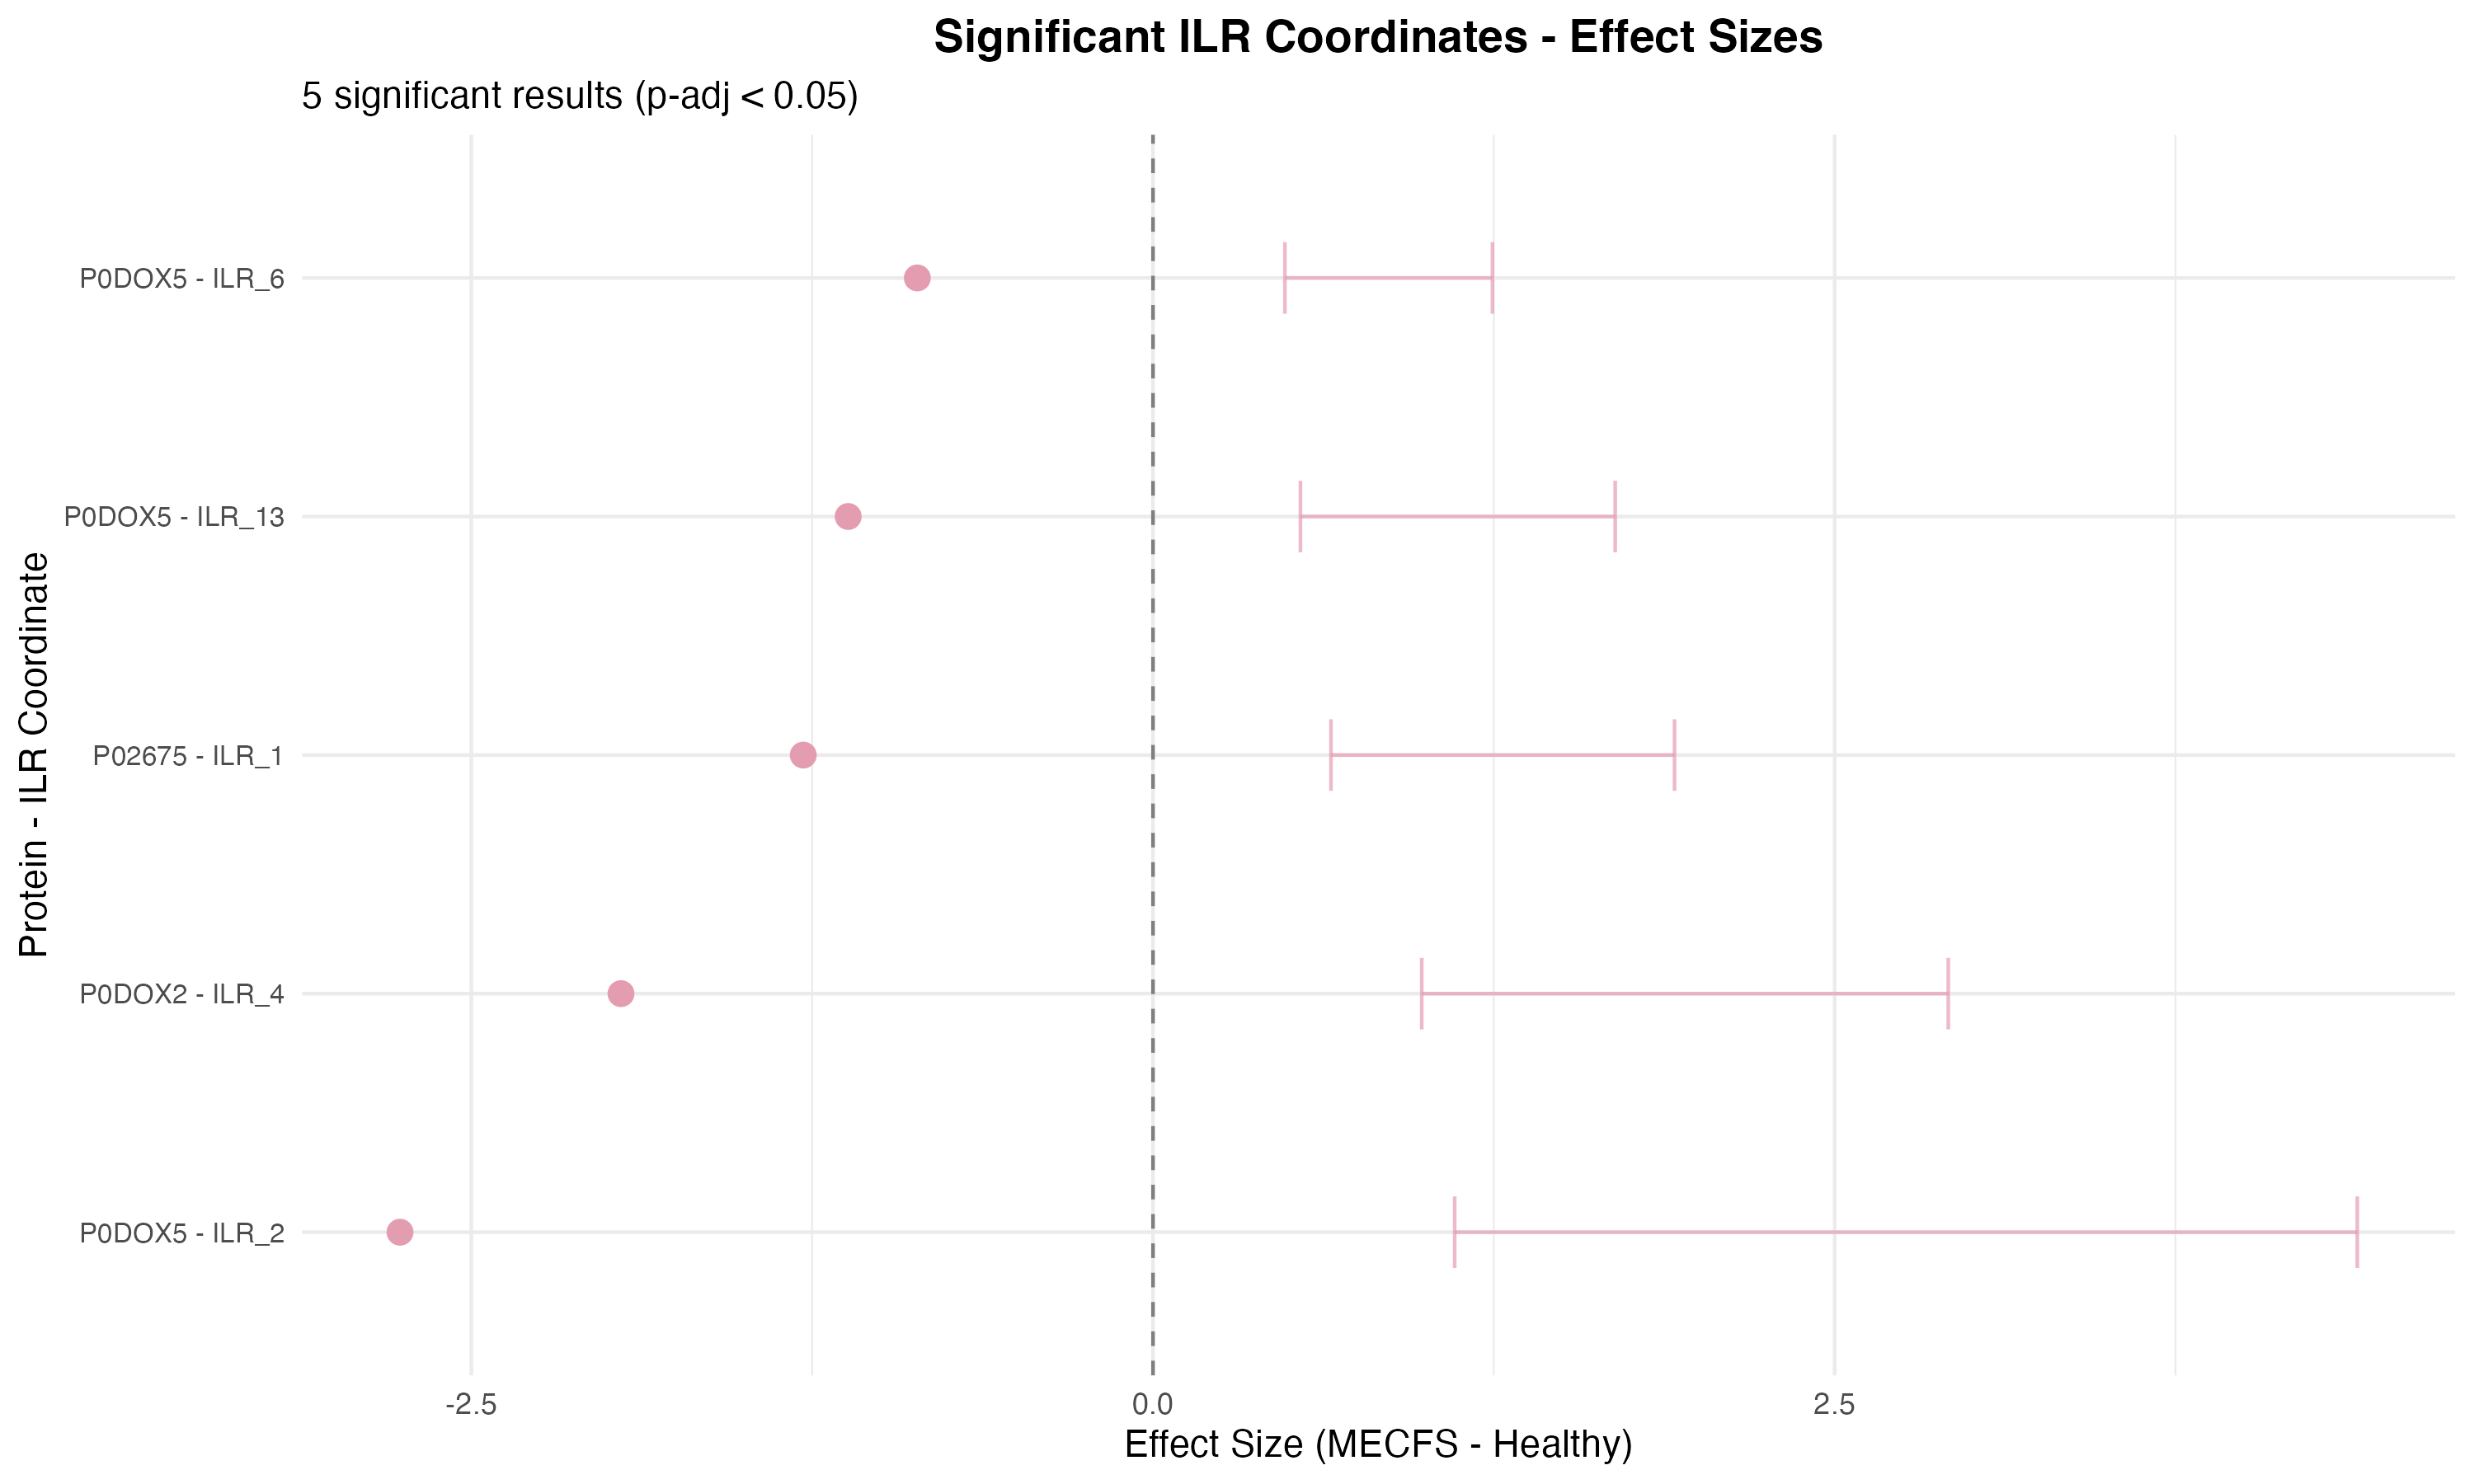 Significant ILR Coordinates - Effect Sizes
5 significant results (p-adj < 0.05)
Protein - ILR Coordinate
P0DOX5 - ILR_6
P0DOX5 - ILR_13
P02675 - ILR_1
P0DOX2 - ILR_4
P0DOX5 - ILR_2
-2.5
0.0
2.5
Effect Size (MECFS - Healthy)